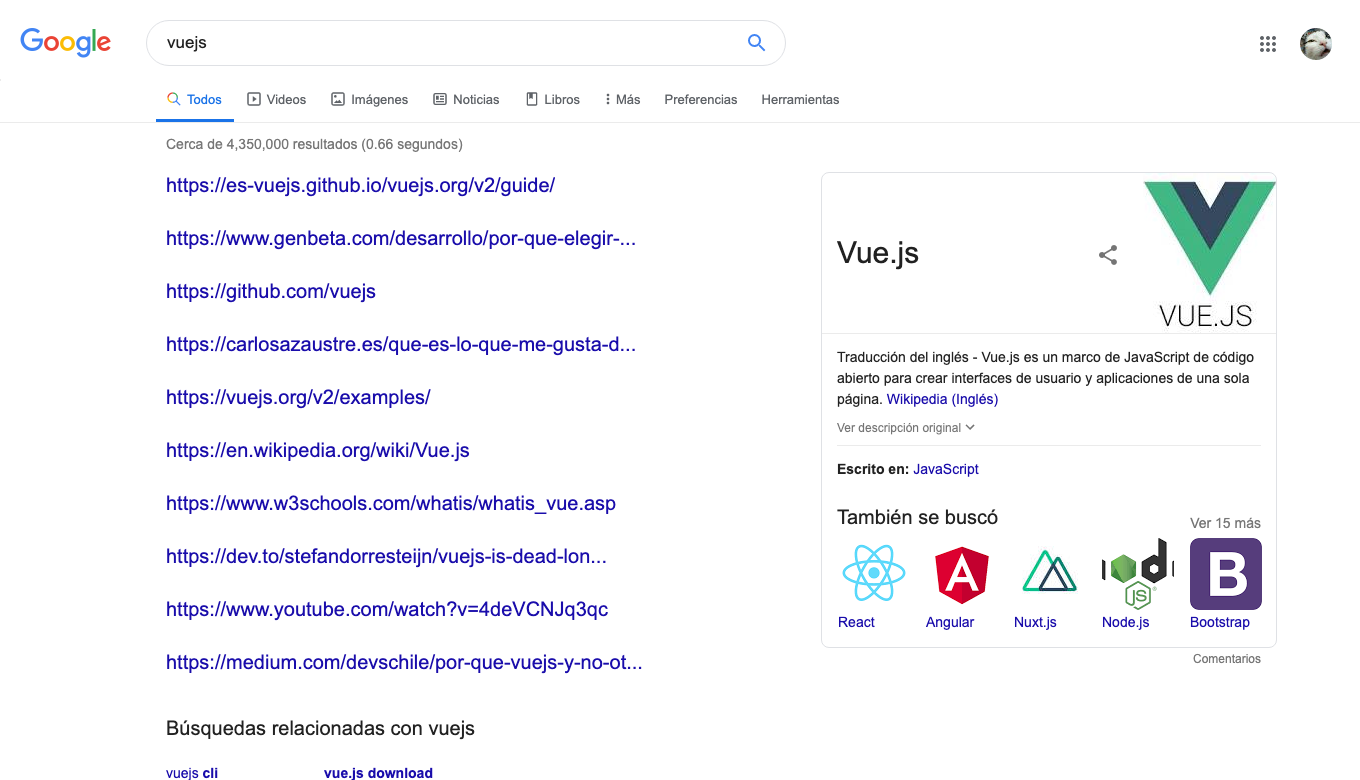 Google
vuejs
Todos
Videos
Imágenes
Noticias
Libros
Más
Preferencias
Herramientas
Cerca de 4,350,000 resultados (0.66 segundos)
https://es-vuejs.github.io/vuejs.org/v2/guide/
https://www.genbeta.com/desarrollo/por-que-elegir-...
https://github.com/vuejs
https://carlosazaustre.es/que-es-lo-que-me-gusta-d...
https://vuejs.org/v2/examples/
https://en.wikipedia.org/wiki/Vue.js
https://www.w3schools.com/whatis/whatis_vue.asp
https://dev.to/stefandorresteijn/vuejs-is-dead-lon...
https://www.youtube.com/watch?v=4deVCNJq3qc
https://medium.com/devschile/por-que-vuejs-y-no-ot...
Búsquedas relacionadas con vuejs
vuejs cli
vue.js download
Vue.js
VUE.JS
Traducción del inglés - Vue.js es un marco de JavaScript de código
abierto para crear interfaces de usuario y aplicaciones de una sola
página. Wikipedia (Inglés)
Ver descripción original
Escrito en: JavaScript
También se buscó
Ver 15 más
A
JS
B
React
Angular
Nuxt.js
Node.js
Bootstrap
Comentarios